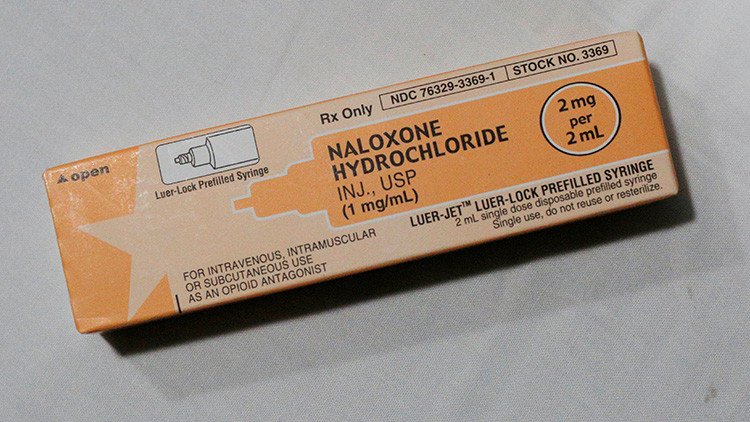 open
Luer-Lock Prefilled Syringe
Rx Only
NDC 76329-3369-1
STOCK NO. 3369
NALOXONE
HYDROCHLORIDE
INJ., USP
(1 mg/mL)
2 mg
per
2 mL
LUER-JET™ LUER-LOCK PREFILLED SYRINGE
2 mL single dose disposable prefilled syringe
Single use, do not reuse or resterilize.
FOR INTRAVENOUS, INTRAMUSCULAR
OR SUBCUTANEOUS USE
AS AN OPIOID ANTAGONIST